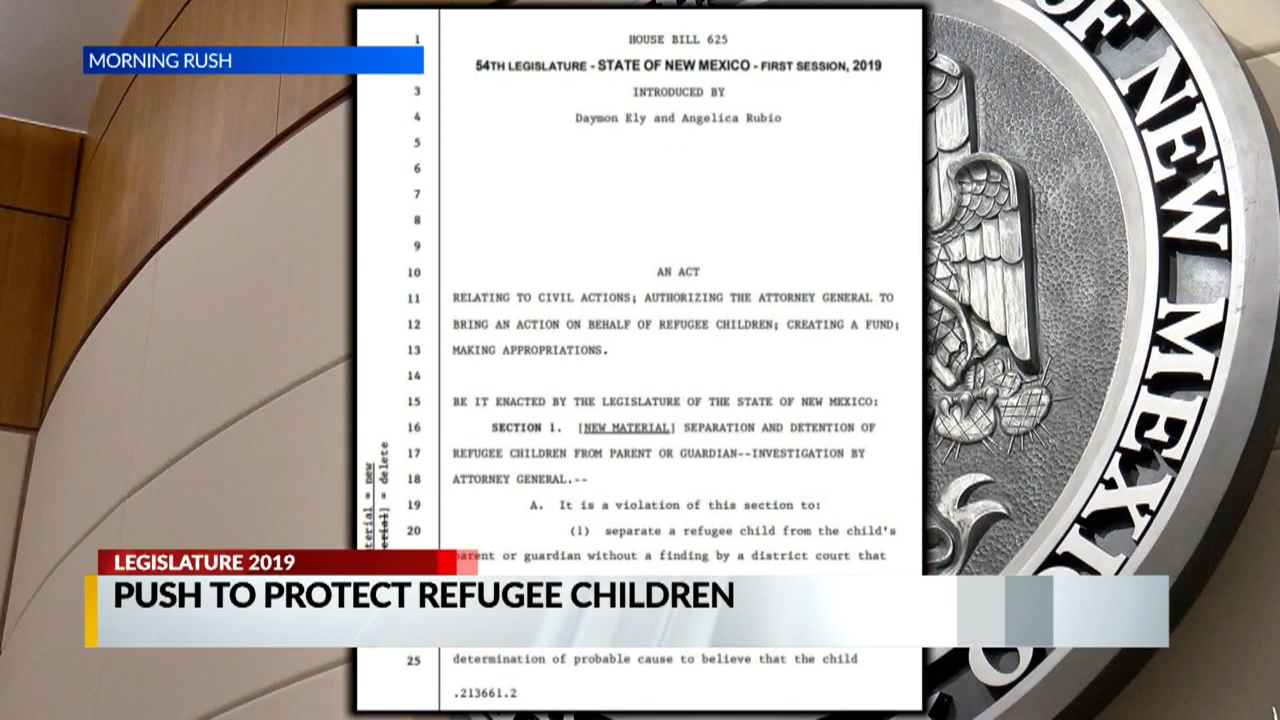 MORNING RUSH
1 HOUSE BILL 625
54TH LEGISLATURE - STATE OF NEW MEXICO - FIRST SESSION, 2019
3 INTRODUCED BY
4 Daymon Ely and Angelica Rubio
5
6
7
8
9
10 AN ACT
11 RELATING TO CIVIL ACTIONS; AUTHORIZING THE ATTORNEY GENERAL TO
12 BRING AN ACTION ON BEHALF OF REFUGEE CHILDREN; CREATING A FUND;
13 MAKING APPROPRIATIONS.
14
15 BE IT ENACTED BY THE LEGISLATURE OF THE STATE OF NEW MEXICO:
16 SECTION 1. [NEW MATERIAL] SEPARATION AND DETENTION OF
17 REFUGEE CHILDREN FROM PARENT OR GUARDIAN--INVESTIGATION BY
18 ATTORNEY GENERAL.--
19 A. It is a violation of this section to:
20 (1) separate a refugee child from the child's
parent or guardian without a finding by a district court that
25 determination of probable cause to believe that the child
.213661.2
terial = new
erial] = delete
LEGISLATURE 2019
PUSH TO PROTECT REFUGEE CHILDREN
OF NEW MEXICO